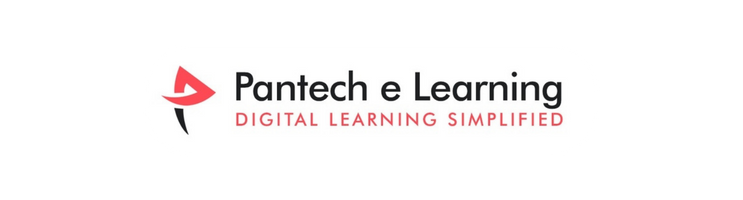 Pantech e Learning
DIGITAL LEARNING SIMPLIFIED